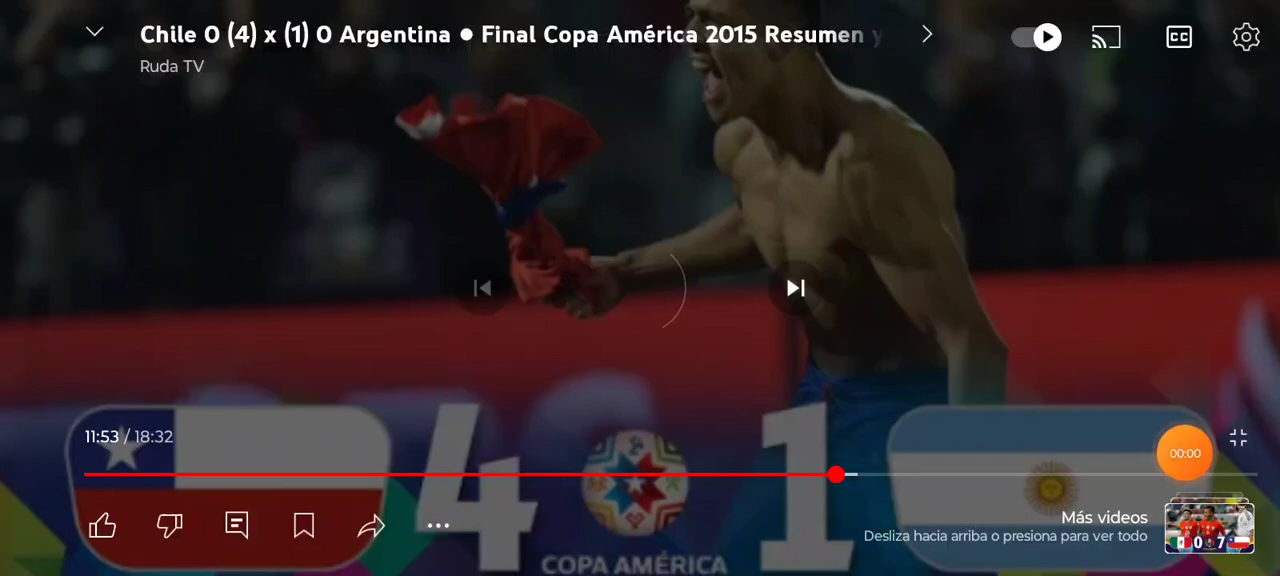 Chile 0 (4) x (1) 0 Argentina ● Final Copa América 2015 Resumen y
Ruda TV
CC
11:53 / 18:32
00:00
4 1
COPA AMÉRICA
Más videos
Desliza hacia arriba o presiona para ver todo
0 7